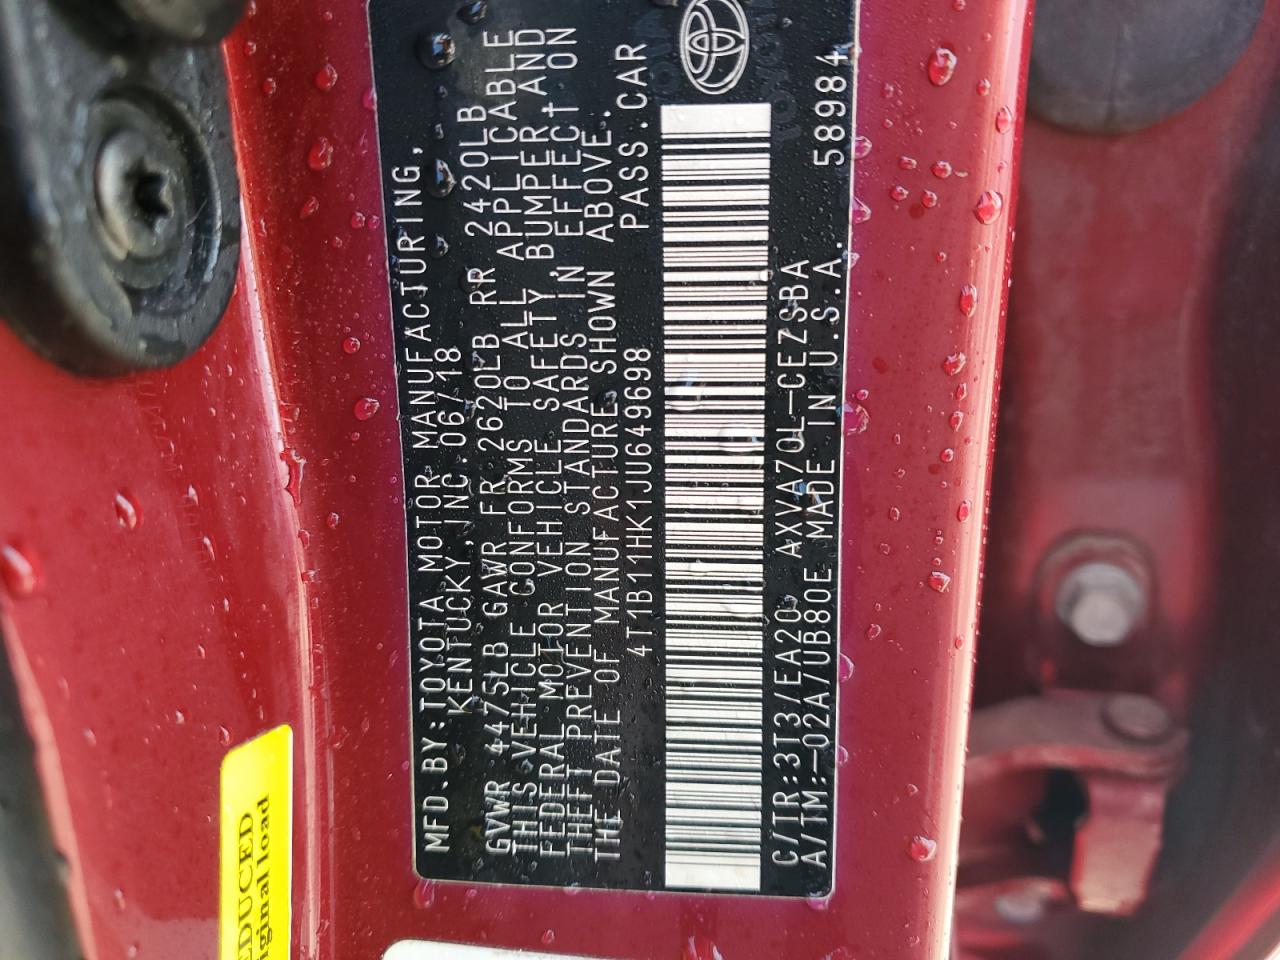 MFD.BY:TOYOTA MOTOR MANUFACTURING,
KENTUCKY,INC.06/18
GVWR 4475LB GAWR FR 2620LB RR 2420LB
THIS VEHICLE CONFORMS TO ALL APPLICABLE
FEDERAL MOTOR VEHICLE SAFETY,BUMPER,AND
THEFT PREVENTION STANDARDS IN EFFECT ON
THE DATE OF MANUFACTURE SHOWN ABOVE.
4T1B11HK1JU649698 PASS.CAR
C/TR:3T3/EA20 AXVA70L-CEZSBA
A/TM:-02A/UB80E MADE IN U.S.A. 58984
EDUCED
ginal load